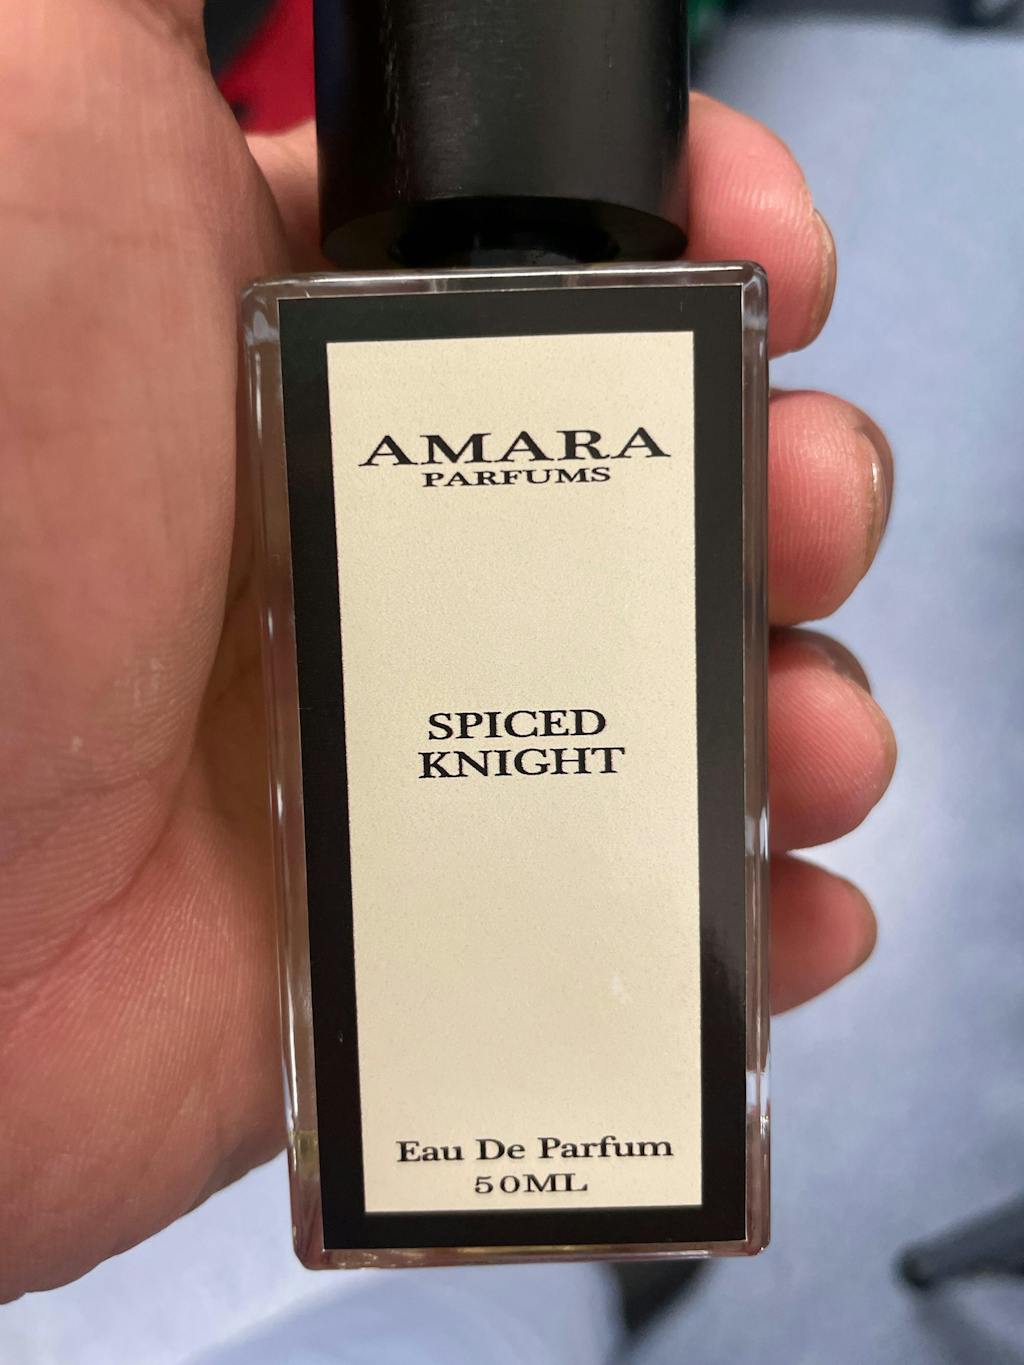 AMARA
PARFUMS
SPICED
KNIGHT
Eau De Parfum
50ML